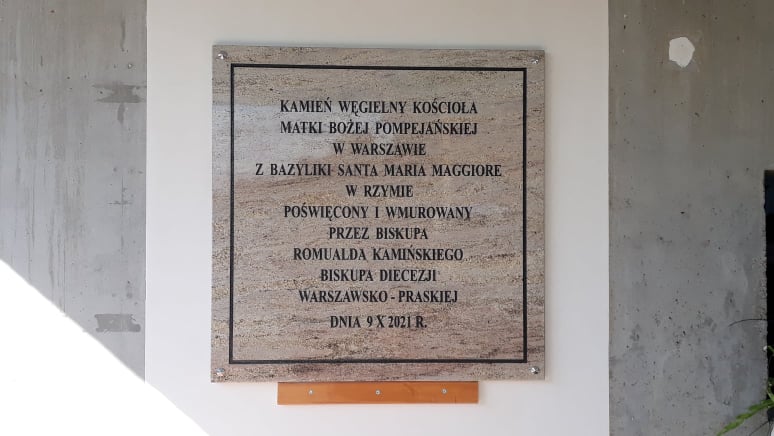 KAMIEŃ WĘGIELNY KOŚCIOŁA
MATKI BOŻEJ POMPEJAŃSKIEJ
W WARSZAWIE
Z BAZYLIKI SANTA MARIA MAGGIORE
W RZYMIE
POŚWIĘCONY I WMUROWANY
PRZEZ BISKUPA
ROMUALDA KAMIŃSKIEGO
BISKUPA DIECEZJI
WARSZAWSKO - PRASKIEJ
DNIA 9 X 2021 R.